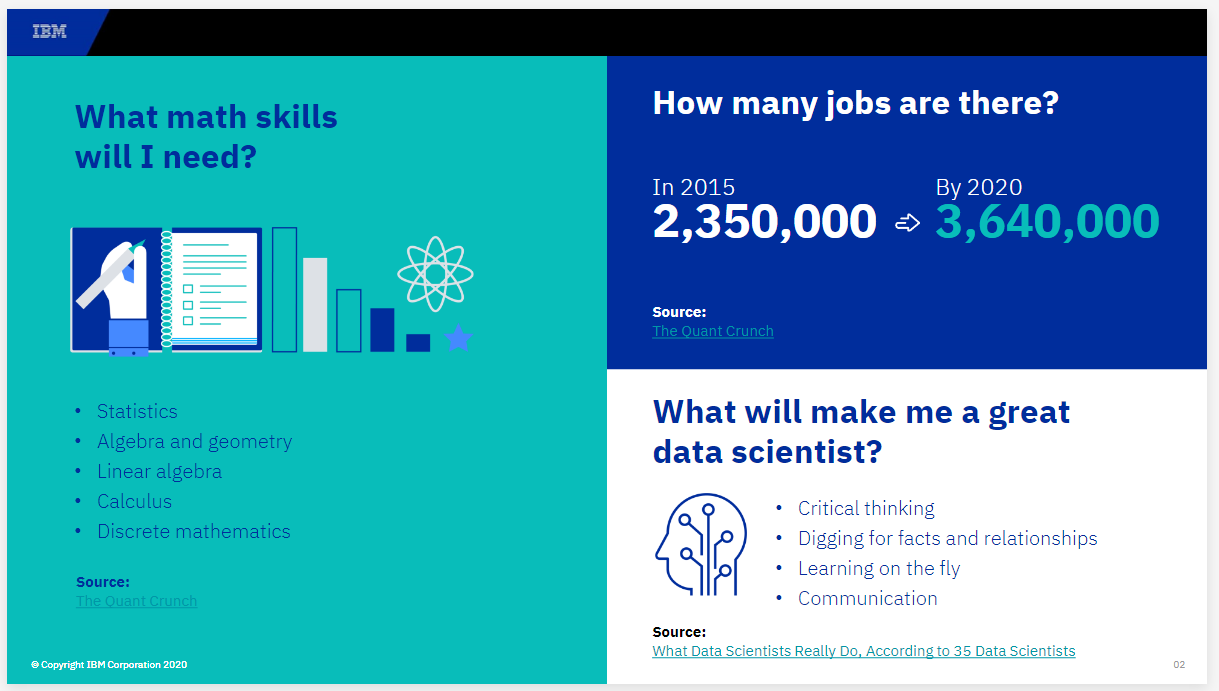 IBM
What math skills
will I need?
• Statistics
• Algebra and geometry
• Linear algebra
• Calculus
• Discrete mathematics
Source:
The Quant Crunch
© Copyright IBM Corporation 2020
How many jobs are there?
In 2015
2,350,000
By 2020
3,640,000
Source:
The Quant Crunch
What will make me a great
data scientist?
• Critical thinking
• Digging for facts and relationships
• Learning on the fly
• Communication
Source:
What Data Scientists Really Do, According to 35 Data Scientists
02